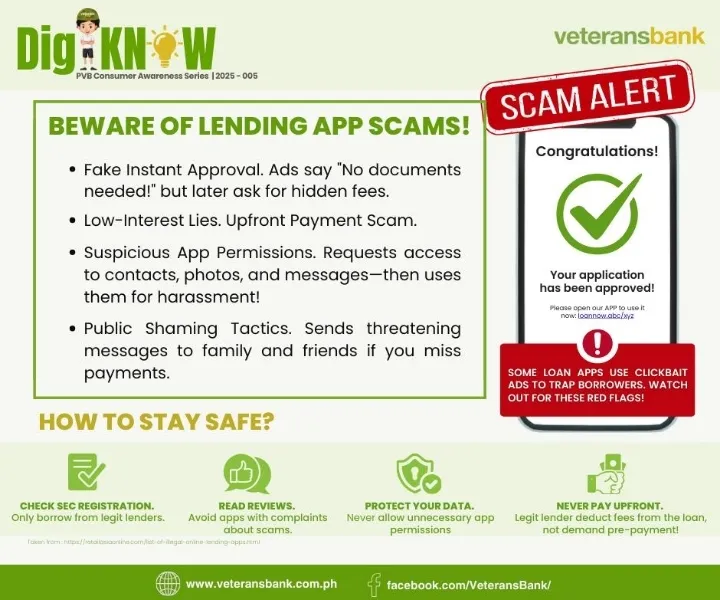 DigiKNOW
PVB Consumer Awareness Series | 2025 - 005
veteransbank
SCAM ALERT
BEWARE OF LENDING APP SCAMS!
• Fake Instant Approval. Ads say "No documents
needed!" but later ask for hidden fees.
• Low-Interest Lies. Upfront Payment Scam.
• Suspicious App Permissions. Requests access
to contacts, photos, and messages—then uses
them for harassment!
• Public Shaming Tactics. Sends threatening
messages to family and friends if you miss
payments.
Congratulations!
Your application
has been approved!
Please open our APP to use it
now: loannow.abc/xyz
!
SOME LOAN APPS USE CLICKBAIT
ADS TO TRAP BORROWERS. WATCH
OUT FOR THESE RED FLAGS!
HOW TO STAY SAFE?
CHECK SEC REGISTRATION.
Only borrow from legit lenders.
READ REVIEWS.
Avoid apps with complaints
about scams.
PROTECT YOUR DATA.
Never allow unnecessary app
permissions
NEVER PAY UPFRONT.
Legit lender deduct fees from the loan,
not demand pre-payment!
Taken from:
www.veteransbank.com.ph
facebook.com/VeteransBank/